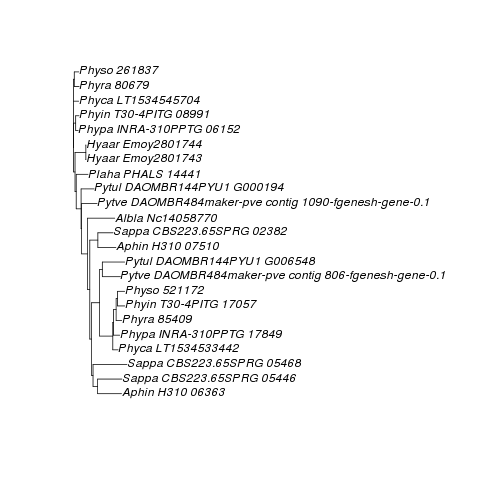 Physo 261837
Phyra 80679
Phyca LT1534545704
Phyin T30-4PITG 08991
Phypa INRA-310PPTG 06152
Hyaar Emoy2801744
Hyaar Emoy2801743
Plaha PHALS 14441
Pytul DAOMBR144PYU1 G000194
Pytve DAOMBR484maker-pve contig 1090-fgenesh-gene-0.1
Albla Nc14058770
Sappa CBS223.65SPRG 02382
Aphin H310 07510
Pytul DAOMBR144PYU1 G006548
Pytve DAOMBR484maker-pve contig 806-fgenesh-gene-0.1
Physo 521172
Phyin T30-4PITG 17057
Phyra 85409
Phypa INRA-310PPTG 17849
Phyca LT1534533442
Sappa CBS223.65SPRG 05468
Sappa CBS223.65SPRG 05446
Aphin H310 06363